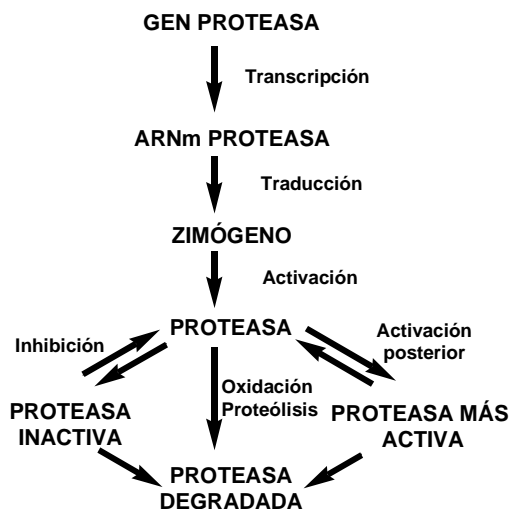 GEN PROTEASA
Transcripción
ARNm PROTEASA
Traducción
ZIMÓGENO
Activación
PROTEASA
Inhibición
Activación
posterior
Oxidación
Proteólisis
PROTEASA
INACTIVA
PROTEASA MÁS
ACTIVA
PROTEASA
DEGRADADA